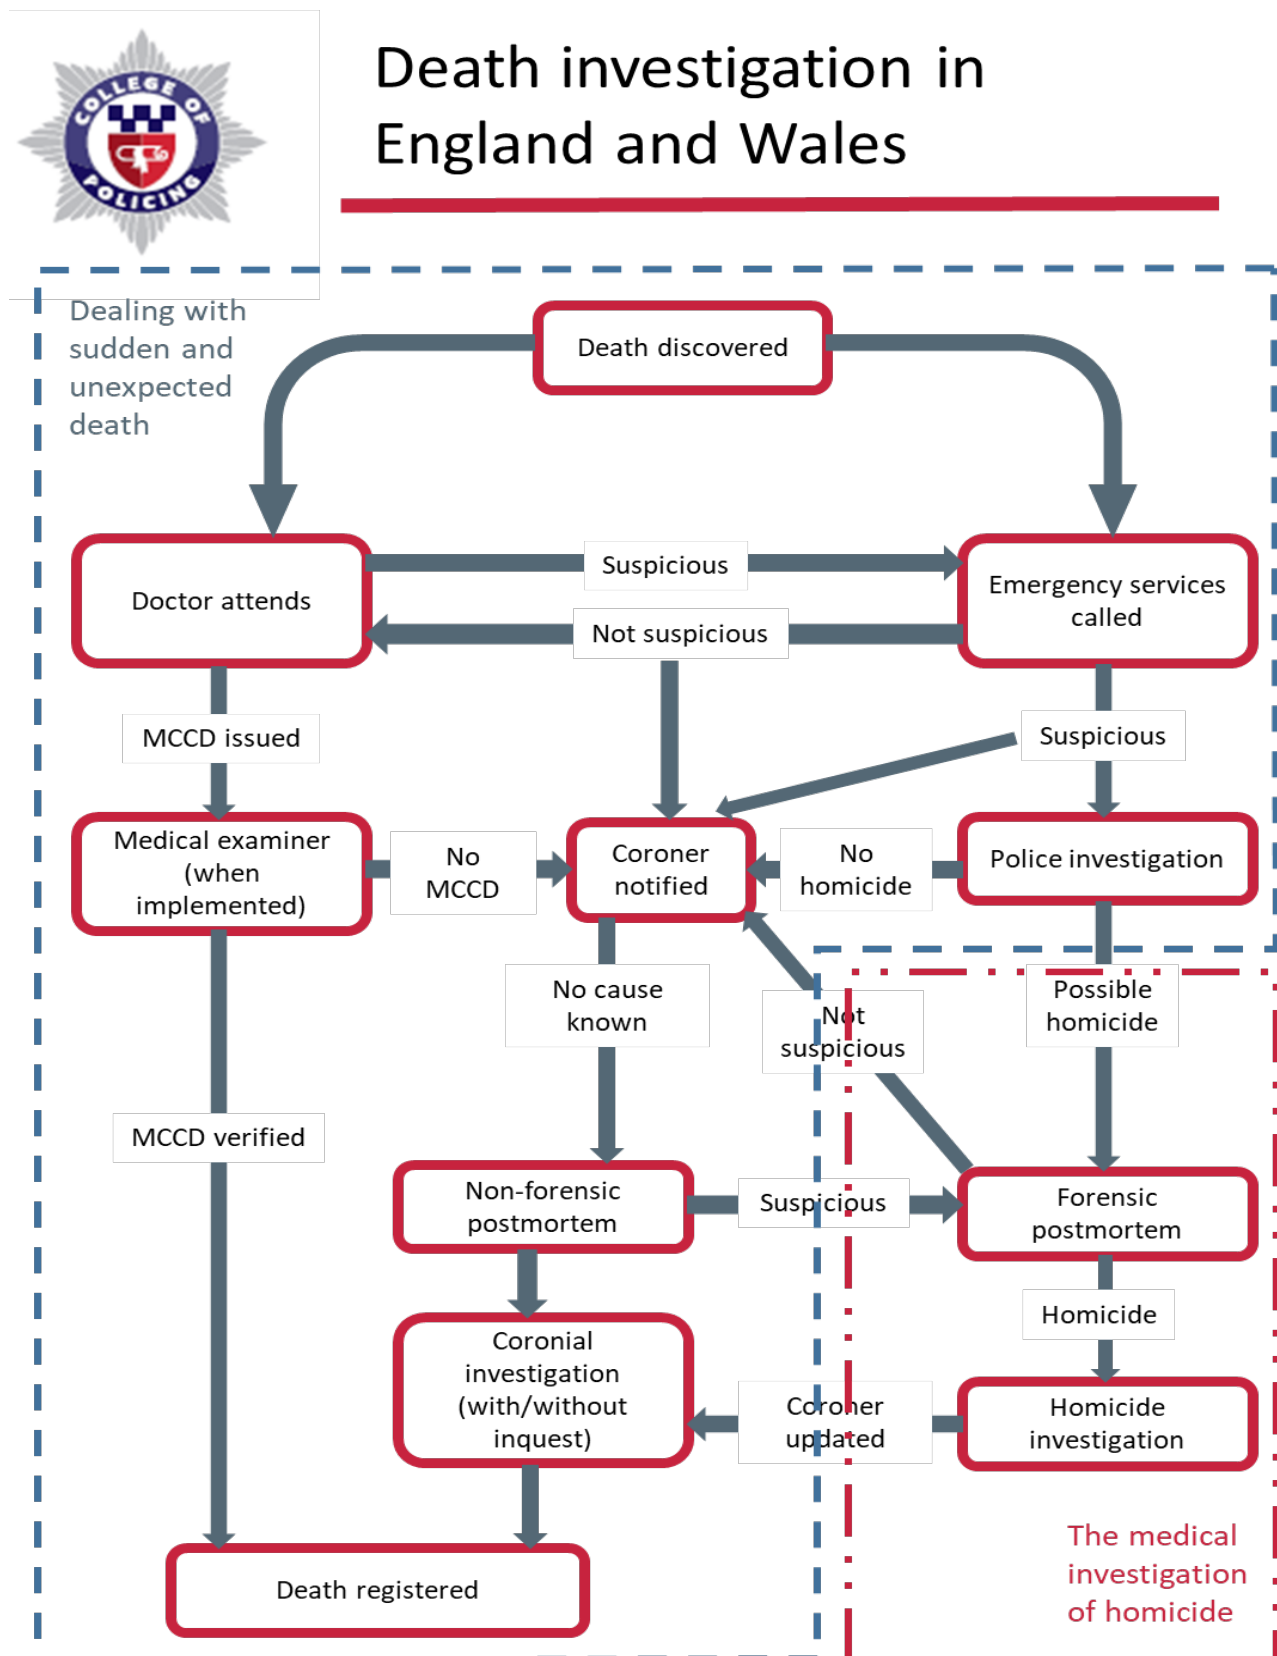 COLLEGE OF
POLICING
Death investigation in
England and Wales
Dealing with
sudden and
unexpected
death
Death discovered
Doctor attends
Suspicious
Not suspicious
Emergency services
called
MCCD issued
Suspicious
Medical examiner
(when
implemented)
No
MCCD
Coroner
notified
No
homicide
Police investigation
No cause
known
Not
suspicious
Possible
homicide
MCCD verified
Non-forensic
postmortem
Suspicious
Forensic
postmortem
Homicide
Coronial
investigation
(with/without
inquest)
Coroner
updated
Homicide
investigation
Death registered
The medical
investigation
of homicide